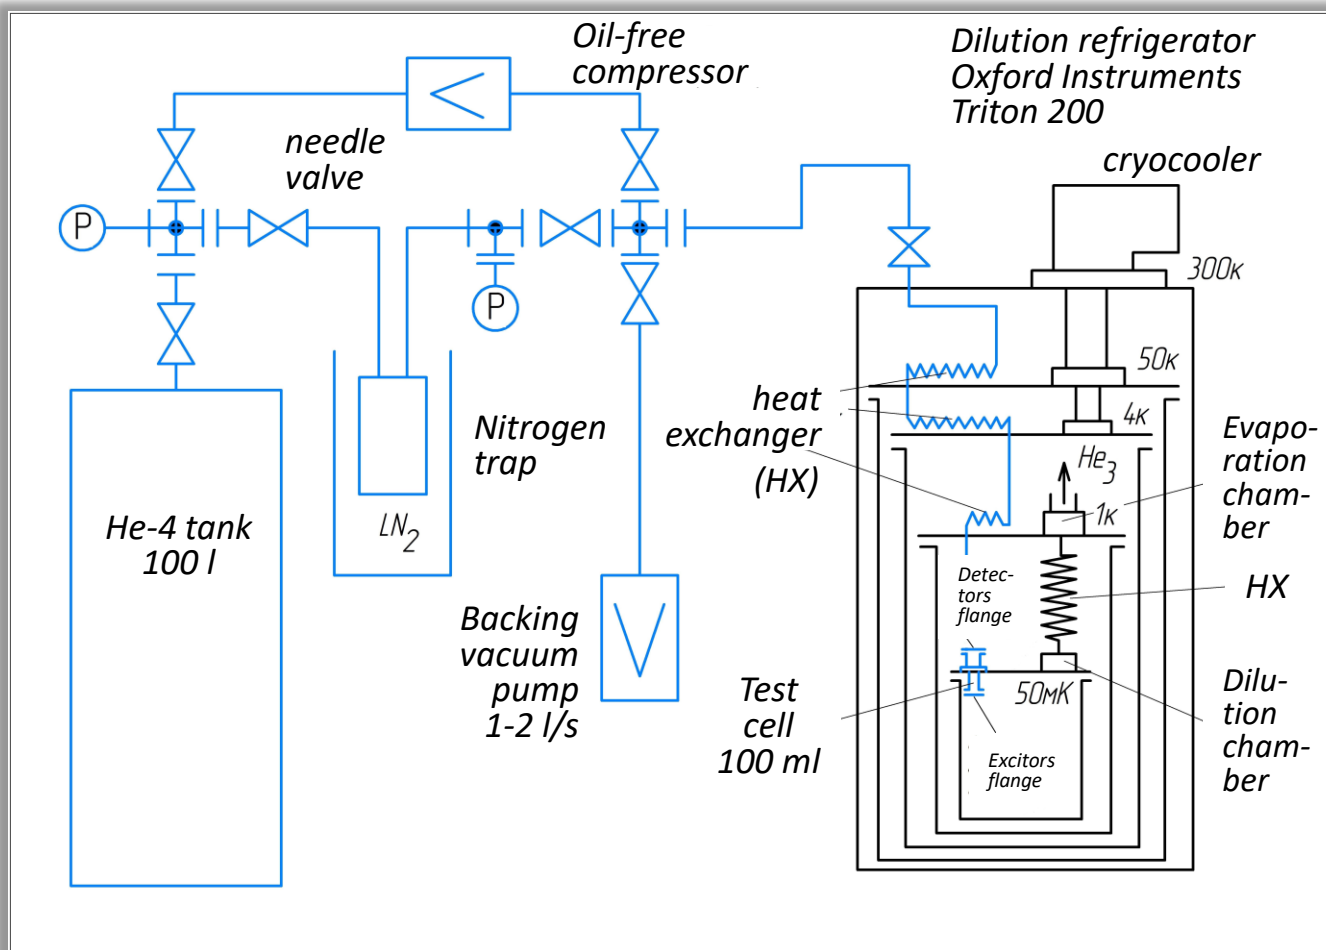 Oil-free
compressor
Dilution refrigerator
Oxford Instruments
Triton 200
cryocooler
needle
valve
P
300K
P
50K
heat
exchanger
(HX)
4K
Evapo-
ration
cham-
ber
He3
Nitrogen
trap
1K
LN2
He-4 tank
100 l
Detec-
tors
flange
HX
Backing
vacuum
pump
1-2 l/s
Test
cell
100 ml
50мK
Dilu-
tion
cham-
ber
Excitors
flange